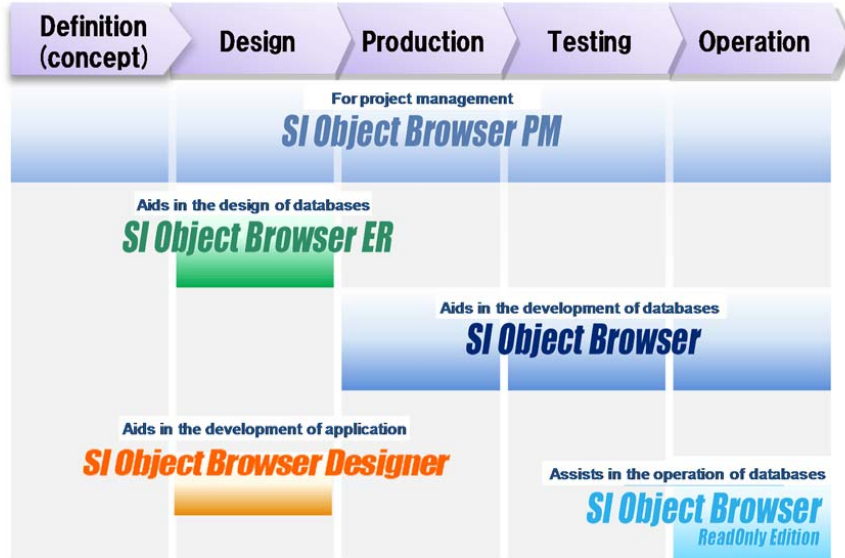 Definition
(concept)
Design
Production
Testing
Operation
For project management
SI Object Browser PM
Aids in the design of databases
SI Object Browser ER
Aids in the development of databases
SI Object Browser
Aids in the development of application
SI Object Browser Designer
Assists in the operation of databases
SI Object Browser
ReadOnly Edition